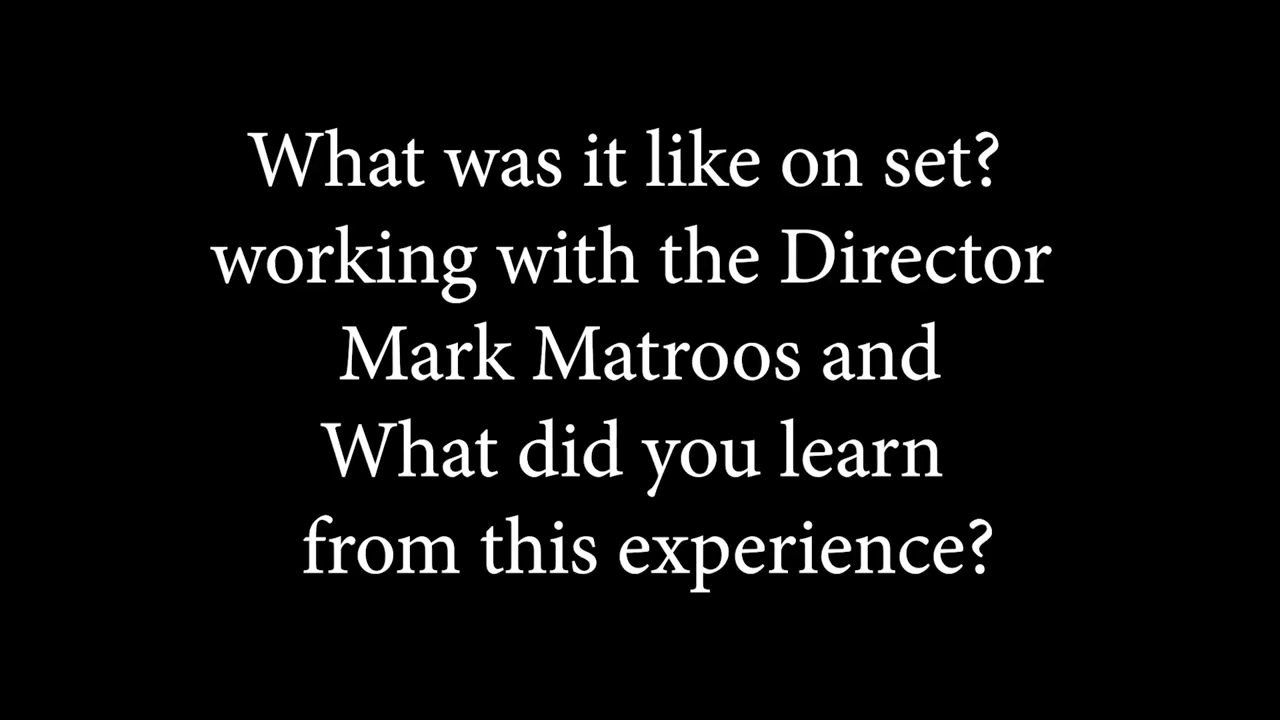 What was it like on set?
working with the Director
Mark Matroos and
What did you learn
from this experience?